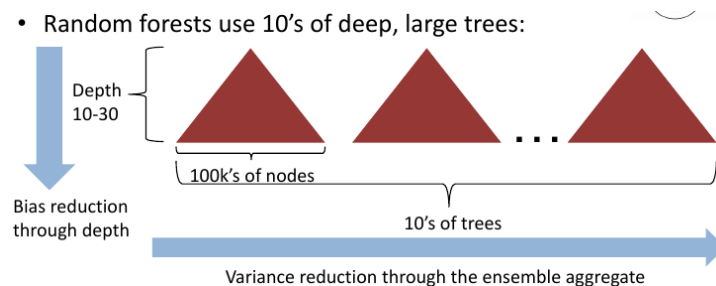 • Random forests use 10’s of deep, large trees:
Depth
10-30
...
100k’s of nodes
Bias reduction
through depth
10’s of trees
Variance reduction through the ensemble aggregate